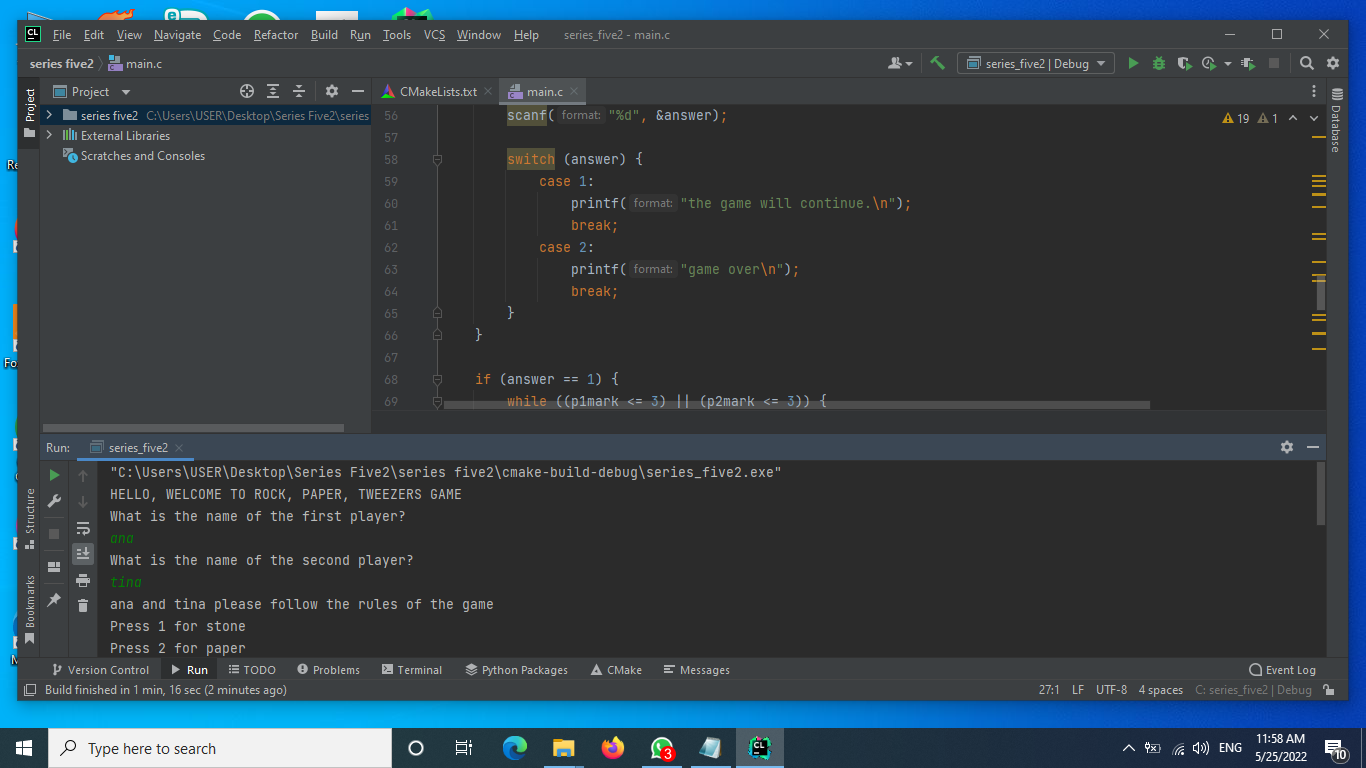 File Edit View Navigate Code Refactor Build Run Tools VCS Window Help series_five2 - main.c
series five2 main.c series_five2 | Debug
Project
Project CMakeLists.txt main.c
series five2 C:\Users\USER\Desktop\Series Five2\series
External Libraries
Scratches and Consoles
Database
19 1
56 scanf( format: "%d", &answer);
57
58 switch (answer) {
59 case 1:
60 printf( format: "the game will continue.\n");
61 break;
62 case 2:
63 printf( format: "game over\n");
64 break;
65 }
66 }
67
68 if (answer == 1) {
69 while ((p1mark <= 3) || (p2mark <= 3)) {
Run: series_five2
"C:\Users\USER\Desktop\Series Five2\series five2\cmake-build-debug\series_five2.exe"
HELLO, WELCOME TO ROCK, PAPER, TWEEZERS GAME
What is the name of the first player?
ana
What is the name of the second player?
tina
ana and tina please follow the rules of the game
Press 1 for stone
Press 2 for paper
Structure
Bookmarks
Version Control Run TODO Problems Terminal Python Packages CMake Messages Event Log
Build finished in 1 min, 16 sec (2 minutes ago) 27:1 LF UTF-8 4 spaces C: series_five2 | Debug
Type here to search
3
ENG
11:58 AM
5/25/2022
10